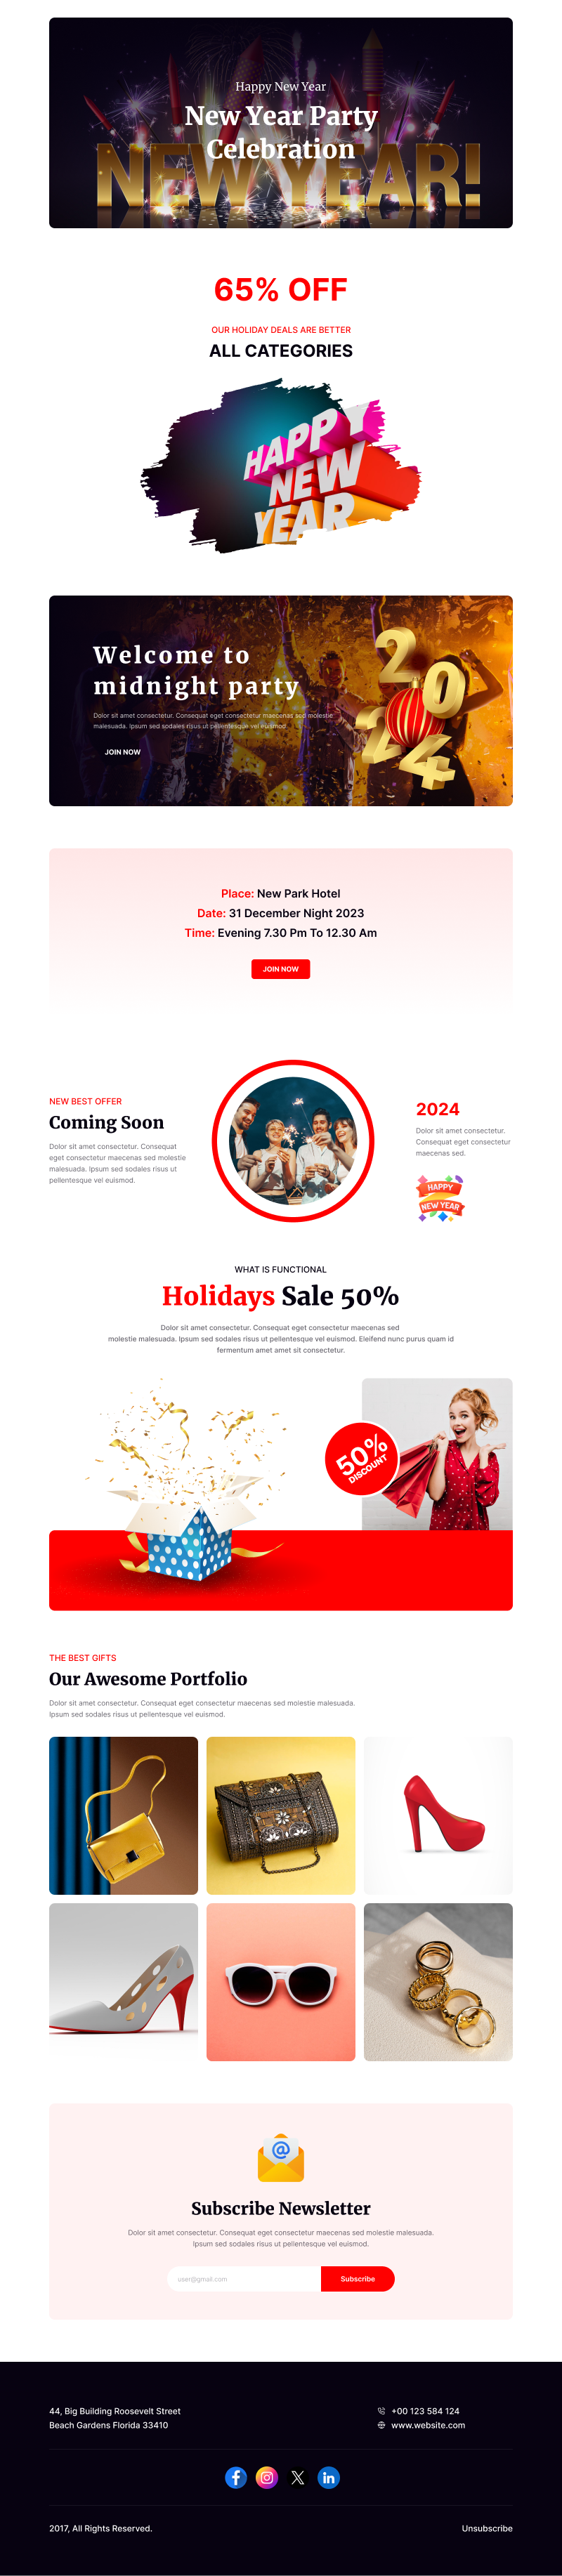 Happy New Year
New Year Party
Celebration
NEW YEAR!
65% OFF
OUR HOLIDAY DEALS ARE BETTER
ALL CATEGORIES
HAPPY
NEW
YEAR
Welcome to
midnight party
Dolor sit amet consectetur. Consequat eget consectetur maecenas sed molestie
malesuada. Ipsum sed sodales risus ut pellentesque vel euismod.
JOIN NOW
20
24
Place: New Park Hotel
Date: 31 December Night 2023
Time: Evening 7.30 Pm To 12.30 Am
JOIN NOW
NEW BEST OFFER
Coming Soon
Dolor sit amet consectetur. Consequat
eget consectetur maecenas sed molestie
malesuada. Ipsum sed sodales risus ut
pellentesque vel euismod.
2024
Dolor sit amet consectetur.
Consequat eget consectetur
maecenas sed.
HAPPY
NEW YEAR
WHAT IS FUNCTIONAL
Holidays Sale 50%
Dolor sit amet consectetur. Consequat eget consectetur maecenas sed
molestie malesuada. Ipsum sed sodales risus ut pellentesque vel euismod. Eleifend nunc purus quam id
fermentum amet amet sit consectetur.
50%
DISCOUNT
THE BEST GIFTS
Our Awesome Portfolio
Dolor sit amet consectetur. Consequat eget consectetur maecenas sed molestie malesuada.
Ipsum sed sodales risus ut pellentesque vel euismod.
@
Subscribe Newsletter
Dolor sit amet consectetur. Consequat eget consectetur maecenas sed molestie malesuada.
Ipsum sed sodales risus ut pellentesque vel euismod.
user@gmail.com
Subscribe
44, Big Building Roosevelt Street
Beach Gardens Florida 33410
+00 123 584 124
www.website.com
2017, All Rights Reserved.
Unsubscribe